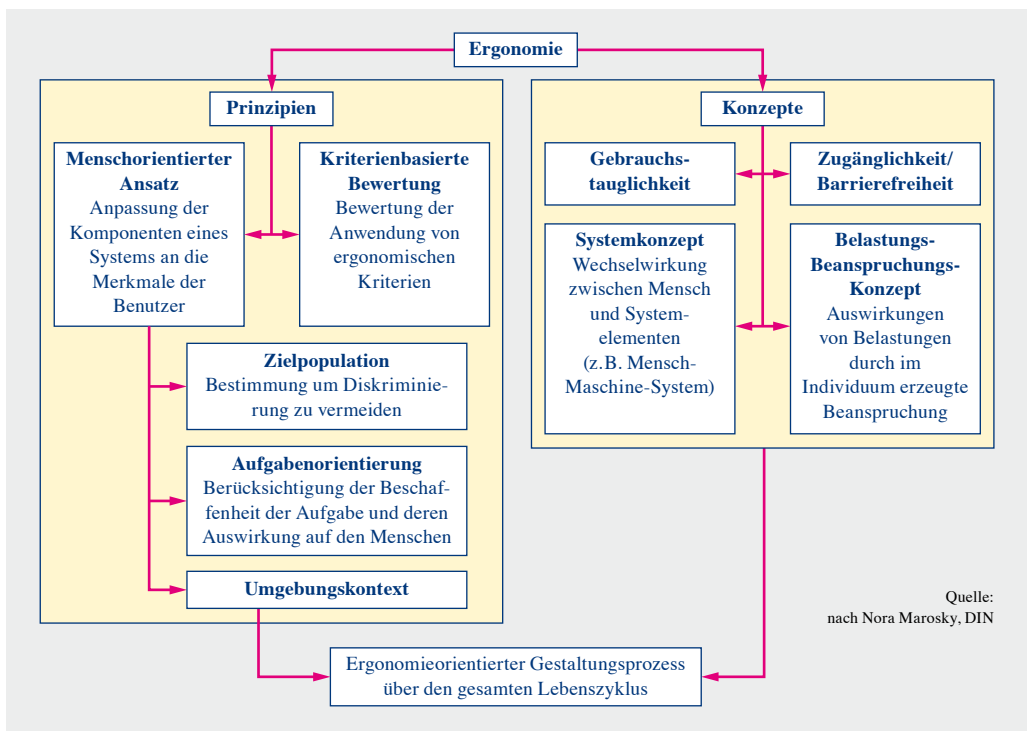 Ergonomie
Prinzipien
Menschorientierter
Ansatz
Anpassung der
Komponenten eines
Systems an die
Merkmale der
Benutzer
Kriterienbasierte
Bewertung
Bewertung der
Anwendung von
ergonomischen
Kriterien
Zielpopulation
Bestimmung um Diskriminie-
rung zu vermeiden
Aufgabenorientierung
Berücksichtigung der Beschaf-
fenheit der Aufgabe und deren
Auswirkung auf den Menschen
Umgebungskontext
Konzepte
Gebrauchs-
tauglichkeit
Zugänglichkeit/
Barrierefreiheit
Systemkonzept
Wechselwirkung
zwischen Mensch
und System-
elementen
(z.B. Mensch-
Maschine-System)
Belastungs-
Beanspruchungs-
Konzept
Auswirkungen
von Belastungen
durch im
Individuum erzeugte
Beanspruchung
Quelle:
nach Nora Marosky, DIN
Ergonomieorientierter Gestaltungsprozess
über den gesamten Lebenszyklus